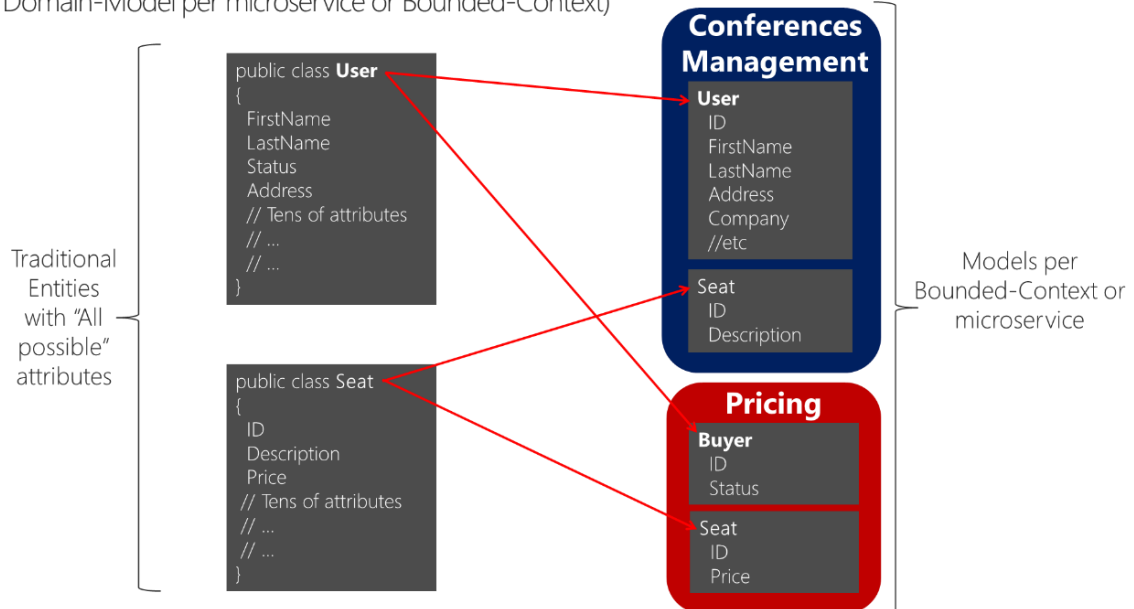 Domain-Model per microservice or Bounded-Context)
Traditional
Entities
with “All
possible”
attributes
public class User
{
FirstName
LastName
Status
Address
// Tens of attributes
// ...
// ...
}
public class Seat
{
ID
Description
Price
// Tens of attributes
// ...
// ...
}
Conferences
Management
User
ID
FirstName
LastName
Address
Company
//etc
Seat
ID
Description
Pricing
Buyer
ID
Status
Seat
ID
Price
Models per
Bounded-Context or
microservice